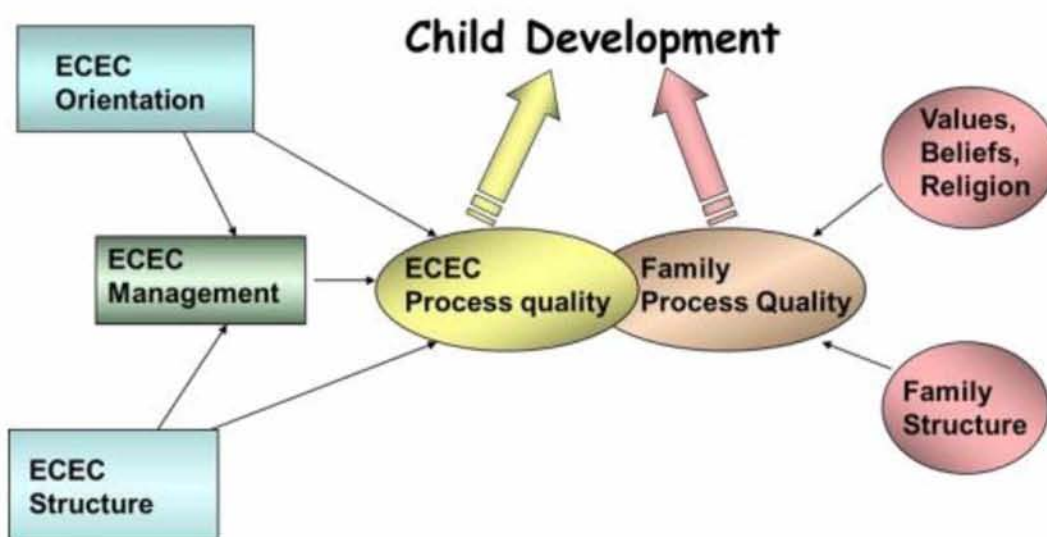 Child Development
ECEC
Orientation
Values,
Beliefs,
Religion
ECEC
Management
ECEC
Process quality
Family
Process Quality
Family
Structure
ECEC
Structure